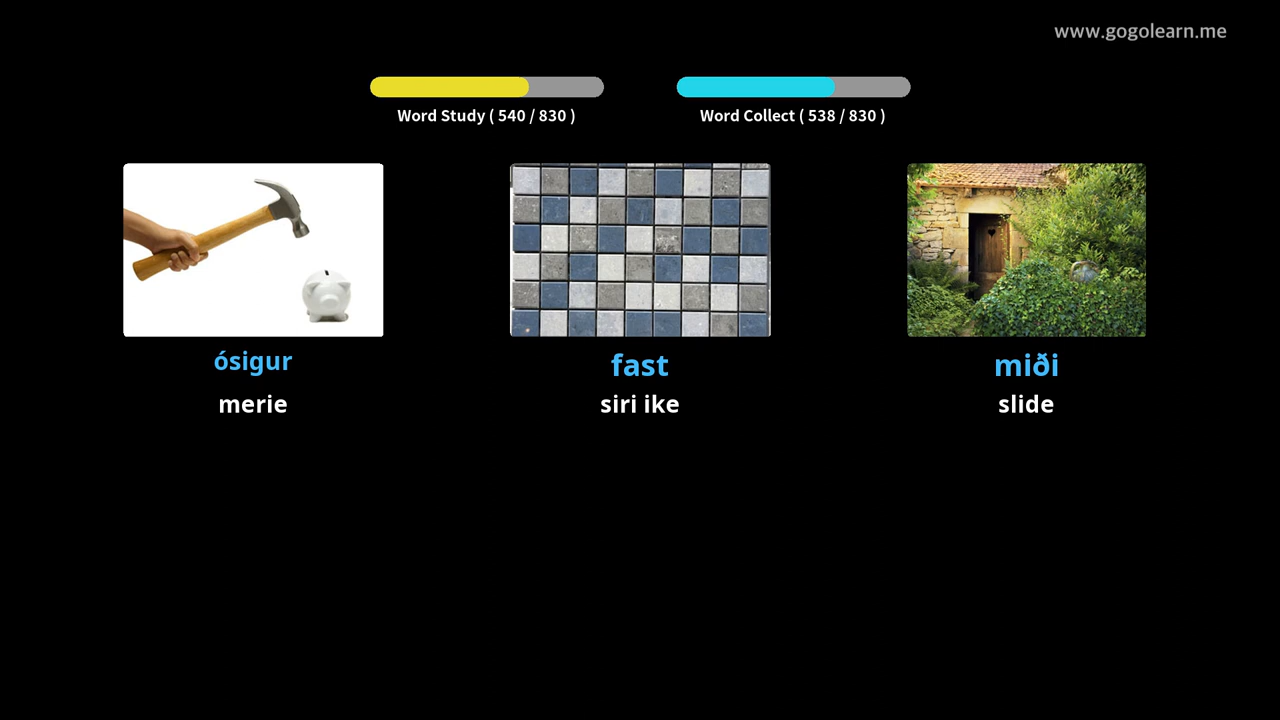 www.gogolearn.me
Word Study ( 540 / 830 )
Word Collect ( 538 / 830 )
ósigur
merie
fast
siri ike
miði
slide